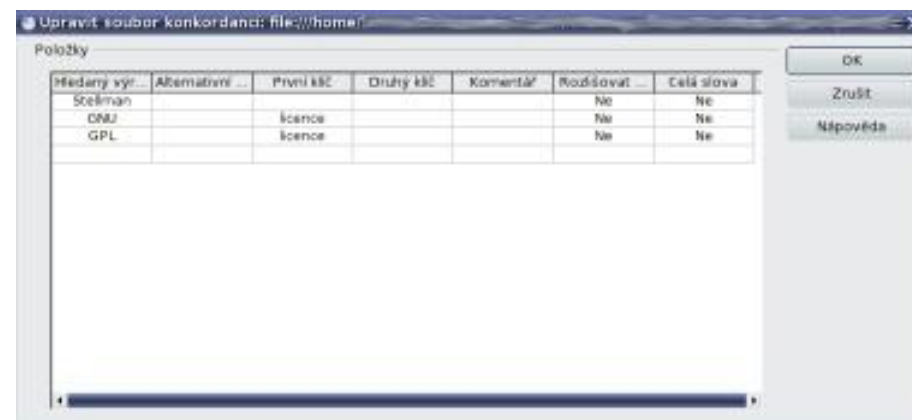 Upravit soubor konkordancí: file:///home/
Položky
OK
Zrušit
Nápověda
Hledaný výr... Alternativní ... První klíč Druhý klíč Komentář Rozlišovat ... Celá slova
Stellman Ne Ne
GNU licence Ne Ne
GPL licence Ne Ne